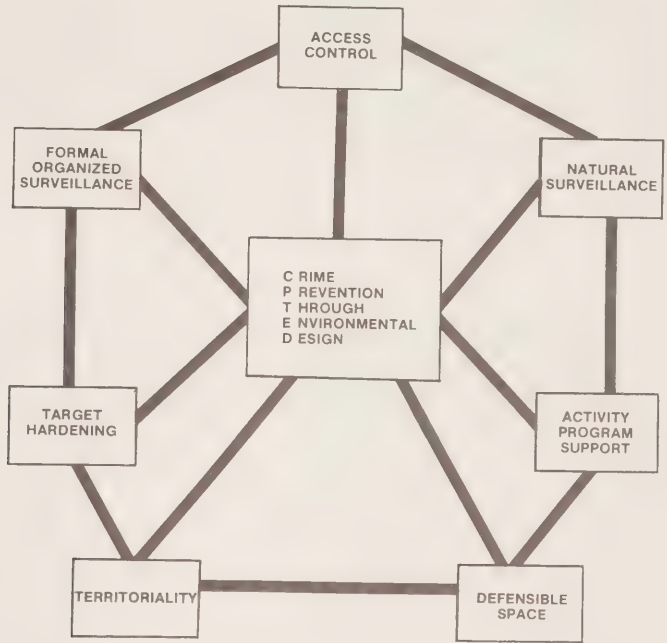 ACCESS
CONTROL
FORMAL
ORGANIZED
SURVEILLANCE
NATURAL
SURVEILLANCE
C RIME
P REVENTION
T HROUGH
E NVIRONMENTAL
D ESIGN
TARGET
HARDENING
ACTIVITY
PROGRAM
SUPPORT
TERRITORIALITY
DEFENSIBLE
SPACE